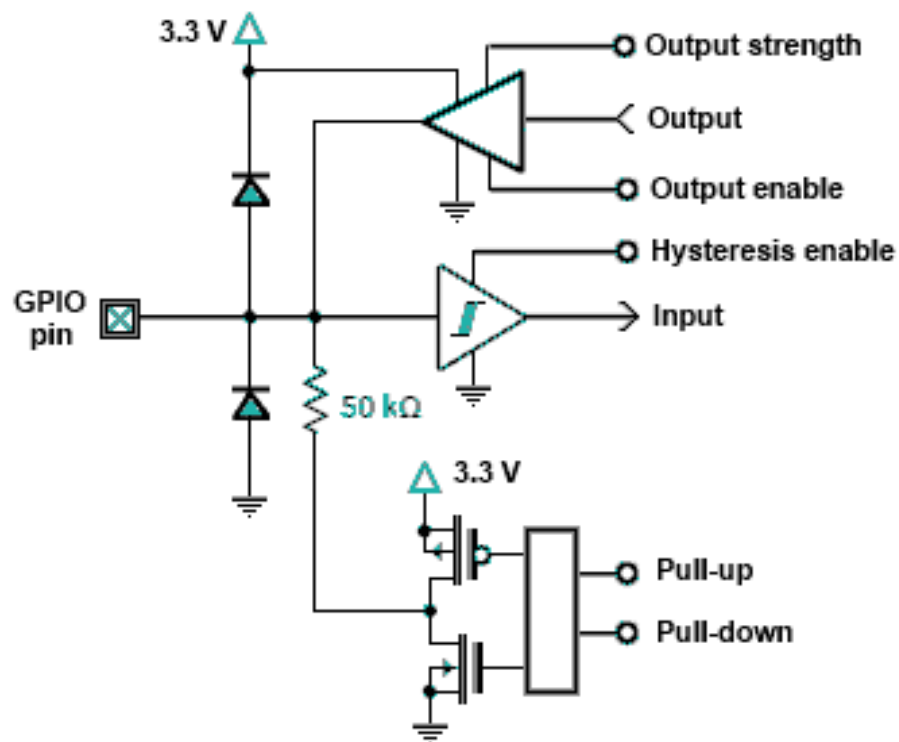 3.3 V
Output strength
Output
Output enable
Hysteresis enable
GPIO
pin
Input
50 kΩ
3.3 V
Pull-up
Pull-down